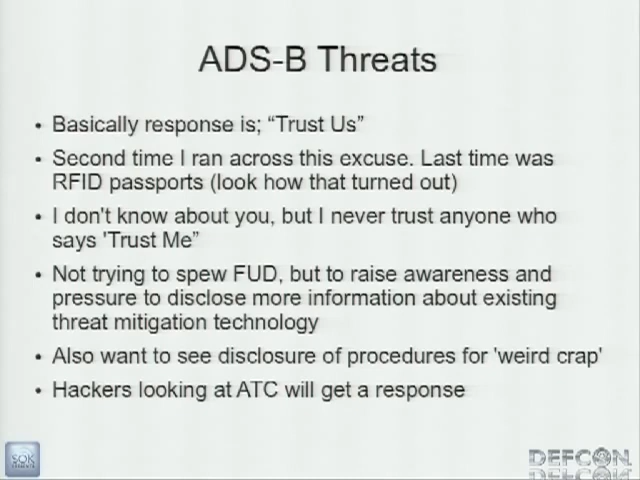 ADS-B Threats
• Basically response is; “Trust Us”
• Second time I ran across this excuse. Last time was
RFID passports (look how that turned out)
• I don't know about you, but I never trust anyone who
says 'Trust Me”
• Not trying to spew FUD, but to raise awareness and
pressure to disclose more information about existing
threat mitigation technology
• Also want to see disclosure of procedures for 'weird crap'
• Hackers looking at ATC will get a response
DEFCON